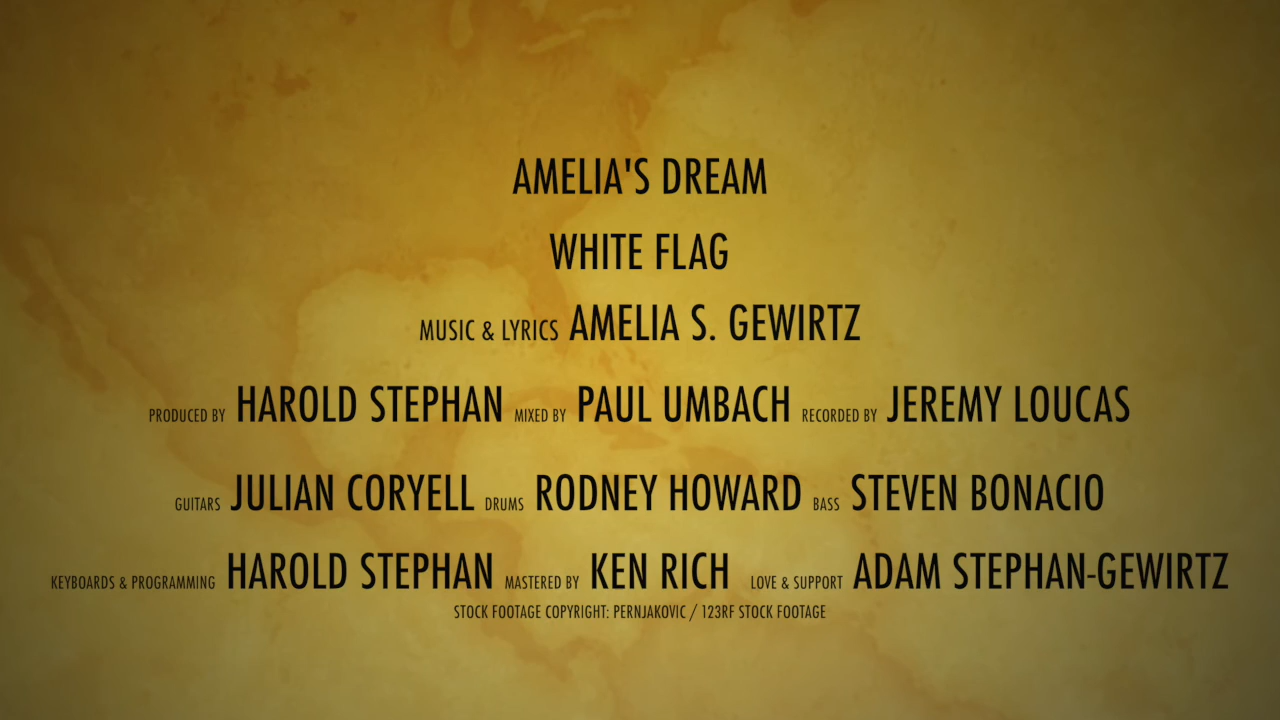 AMELIA'S DREAM
WHITE FLAG
MUSIC & LYRICS AMELIA S. GEWIRTZ
PRODUCED BY HAROLD STEPHAN MIXED BY PAUL UMBACH RECORDED BY JEREMY LOUCAS
GUITARS JULIAN CORYELL DRUMS RODNEY HOWARD BASS STEVEN BONACIO
KEYBOARDS & PROGRAMMING HAROLD STEPHAN MASTERED BY KEN RICH LOVE & SUPPORT ADAM STEPHAN-GEWIRTZ
STOCK FOOTAGE COPYRIGHT: PERNJAKOVIC / 123RF STOCK FOOTAGE